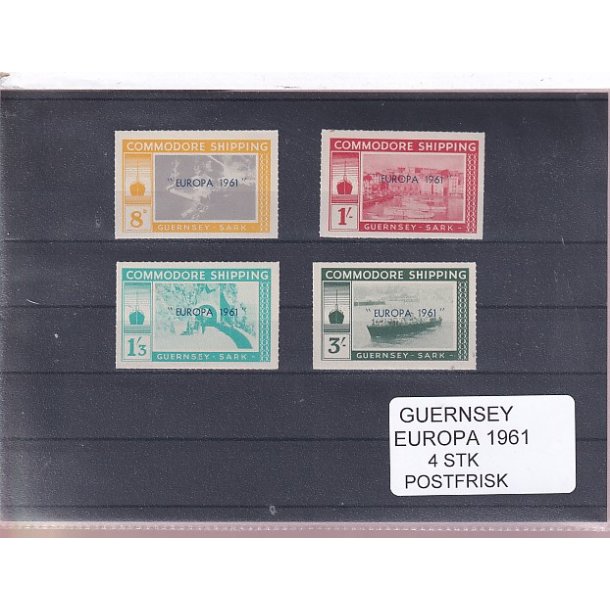 COMMODORE SHIPPING
"EUROPA 1961"
8D
GUERNSEY - SARK -
COMMODORE SHIPPING
"EUROPA 1961"
1/-
GUERNSEY - SARK -
COMMODORE SHIPPING
"EUROPA 1961"
1/3
GUERNSEY - SARK -
COMMODORE SHIPPING
"EUROPA 1961"
3/-
GUERNSEY - SARK -
GUERNSEY
EUROPA 1961
4 STK
POSTFRISK